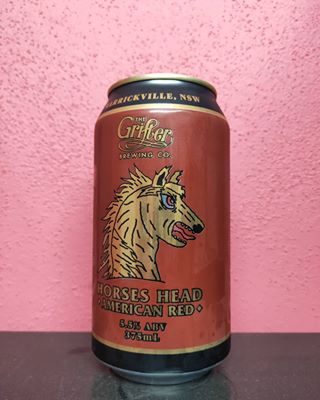 MARRICKVILLE, NSW
THE
Grifter
BREWING CO.
HORSES HEAD
• AMERICAN RED •
5.5% ABV
375mL